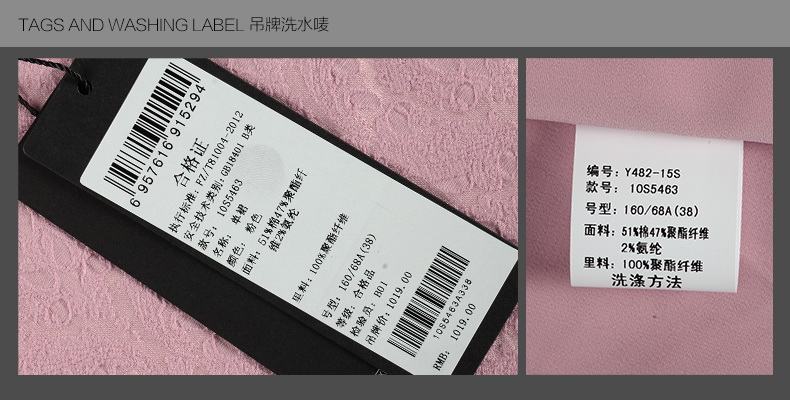 TAGS AND WASHING LABEL 吊牌洗水唛
6 957616 915294
合格证
执行标准: FZ/T81004-2012
安全技术类别:GB18401 B类
款号: 10S5463
名称: 单裙
颜色: 粉色
面料: 51%棉47%聚酯纤
维2%氨纶
里料: 100%聚酯纤维
号型: 160/68A(38)
等级: 合格品
检验员: B01
吊牌价: 1019.00
10S5463A338
RMB: 1019.00
编号: Y482-15S
款号: 10S5463
号型: 160/68A(38)
面料: 51%棉47%聚酯纤维
2%氨纶
里料: 100%聚酯纤维
洗涤方法